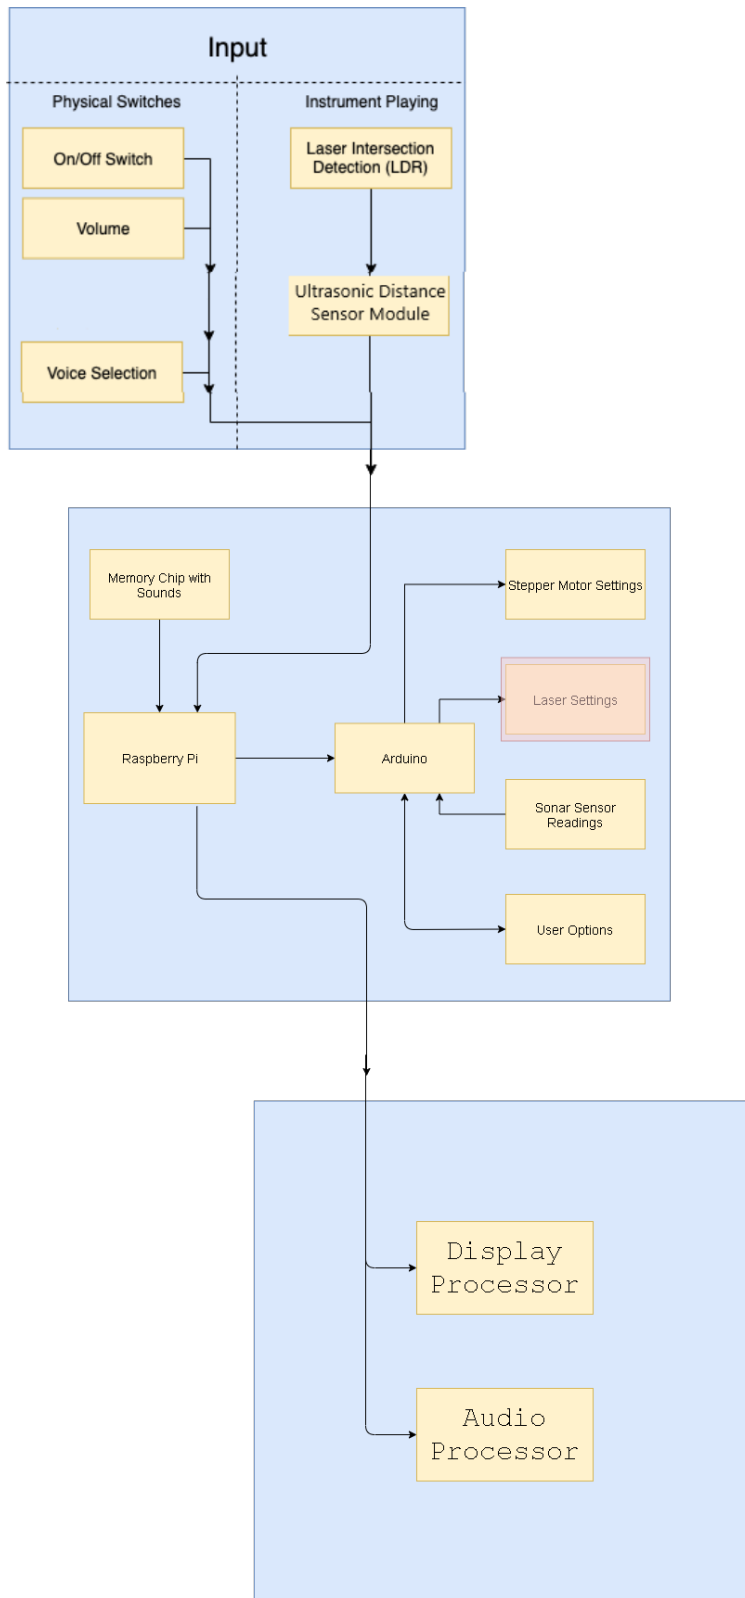 Input
Physical Switches
Instrument Playing
On/Off Switch
Laser Intersection
Detection (LDR)
Volume
Ultrasonic Distance
Sensor Module
Voice Selection
Memory Chip with
Sounds
Stepper Motor Settings
Laser Settings
Raspberry Pi
Arduino
Sonar Sensor
Readings
User Options
Display
Processor
Audio
Processor